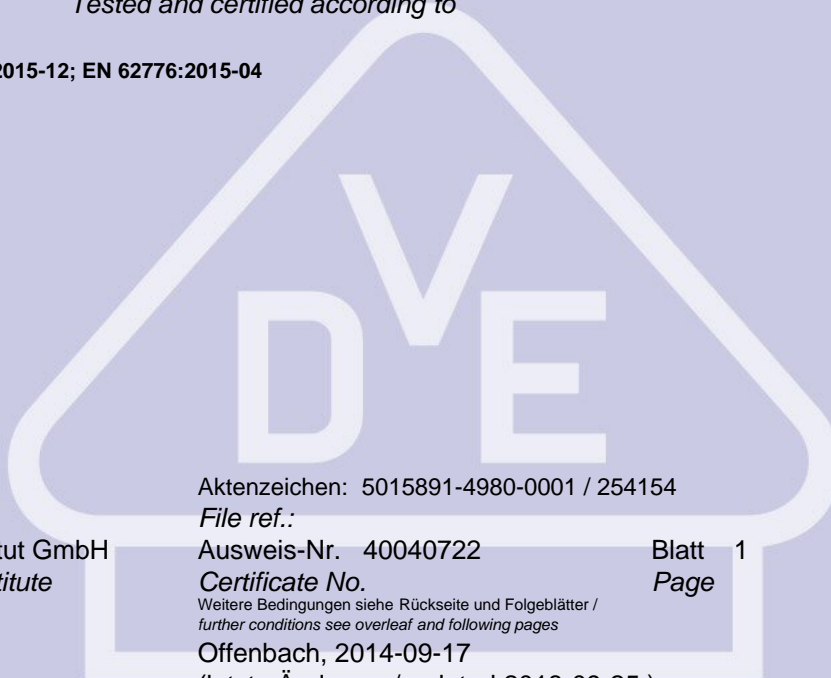 Tested and certified according to
2015-12; EN 62776:2015-04
VDE
Aktenzeichen: 5015891-4980-0001 / 254154
File ref.:
tut GmbH Ausweis-Nr. 40040722 Blatt 1
titute Certificate No. Page
Weitere Bedingungen siehe Rückseite und Folgeblätter /
further conditions see overleaf and following pages
Offenbach, 2014-09-17